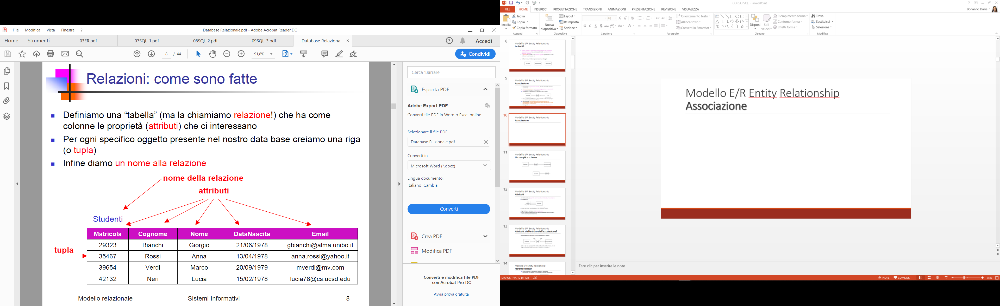 File Modifica Vista Finestra ?
Database Relazionale.pdf - Adobe Acrobat Reader DC
Home Strumenti 03ER.pdf 07SQL-1.pdf 08SQL-2.pdf 09SQL-3.pdf Database Relaziona... × Accedi
8 / 44 91,8% Condividi
Relazioni: come sono fatte
Definiamo una “tabella” (ma la chiamiamo relazione!) che ha come
colonne le proprietà (attributi) che ci interessano
Per ogni specifico oggetto presente nel nostro data base creiamo una riga
(o tupla)
Infine diamo un nome alla relazione
nome della relazione
attributi
Studenti
Matricola Cognome Nome DataNascita Email
29323 Bianchi Giorgio 21/06/1978 gbianchi@alma.unibo.it
tupla
35467 Rossi Anna 13/04/1978 anna.rossi@yahoo.it
39654 Verdi Marco 20/09/1979 mverdi@mv.com
42132 Neri Lucia 15/02/1978 lucia78@cs.ucsd.edu
Modello relazionale Sistemi Informativi 8
Cerca 'Barrare'
Esporta PDF
Adobe Export PDF
Converti file PDF in Word o Excel online
Selezionare il file PDF
Database R...zionale.pdf
Converti in
Microsoft Word (*.docx)
Lingua documento:
Italiano Cambia
Converti
Crea PDF
Modifica PDF
Converti e modifica file PDF
con Acrobat Pro DC
Avvia prova gratuita
CORSO SQL - PowerPoint
FILE HOME INSERISCI PROGETTAZIONE TRANSIZIONI ANIMAZIONI PRESENTAZIONE REVISIONE VISUALIZZA
Bonanno Daria
Incolla
Taglia
Copia
Copia formato
Appunti
Nuova
diapositiva
Layout
Reimposta
Sezione
Diapositive
48
G C S S abc AV Aa A
Carattere
Orientamento testo
Allinea testo
Converti in SmartArt
Paragrafo
Disponi
Stili
veloci
Riempimento forma
Contorno forma
Effetti forma
Disegno
Trova
Sostituisci
Seleziona
Modifica
8
Modello E/R Entity Relationship
Le Entità
9
Modello E/R Entity Relationship
Associazione
10
Modello E/R Entity Relationship
Associazione
11
Modello E/R Entity Relationship
Un semplice schema
12
Modello E/R Entity Relationship
Attributi
13
Modello E/R Entity Relationship
Attributi: dell'entità o dell'associazione?
14
Modello E/R Entity Relationship
Attributi o entità?
Modello E/R Entity Relationship
Associazione
Fare clic per inserire le note
DIAPOSITIVA 10 DI 108
NOTE COMMENTI 75%